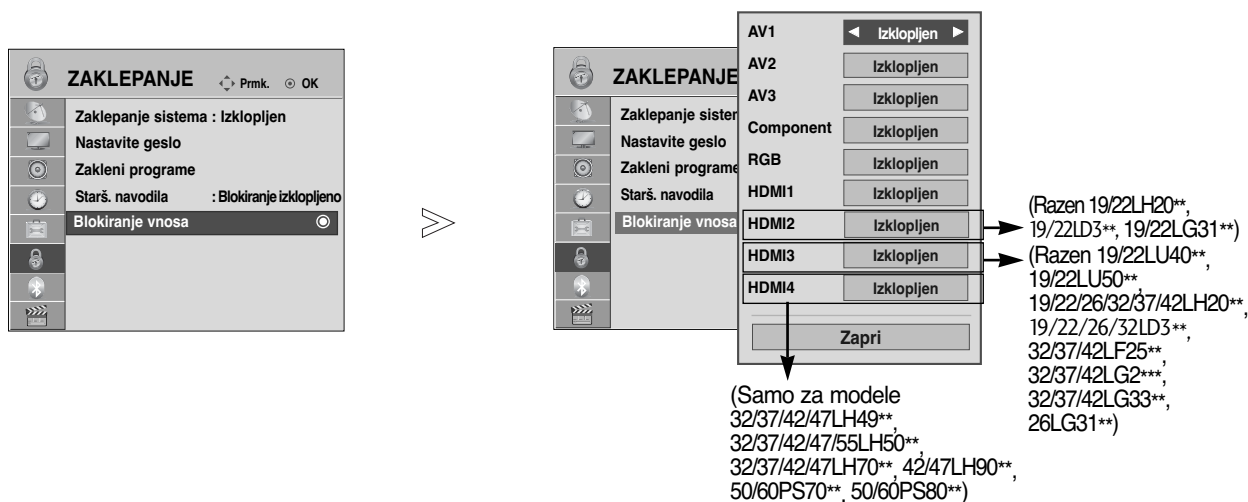 ZAKLEPANJE Prmk. OK
Zaklepanje sistema : Izklopljen
Nastavite geslo
Zakleni programe
Starš. navodila : Blokiranje izklopljeno
Blokiranje vnosa
ZAKLEPANJE
Zaklepanje sister
Nastavite geslo
Zakleni programe
Starš. navodila
Blokiranje vnosa
AV1 Izklopljen
AV2 Izklopljen
AV3 Izklopljen
Component Izklopljen
RGB Izklopljen
HDMI1 Izklopljen
HDMI2 Izklopljen
HDMI3 Izklopljen
HDMI4 Izklopljen
Zapri
(Razen 19/22LH20**,
19/22LD3**, 19/22LG31**)
(Razen 19/22LU40**,
19/22LU50**,
19/22/26/32/37/42LH20**,
19/22/26/32LD3**,
32/37/42LF25**,
32/37/42LG2***,
32/37/42LG33**,
26LG31**)
(Samo za modele
32/37/42/47LH49**,
32/37/42/47/55LH50**,
32/37/42/47LH70**, 42/47LH90**,
50/60PS70**, 50/60PS80**)